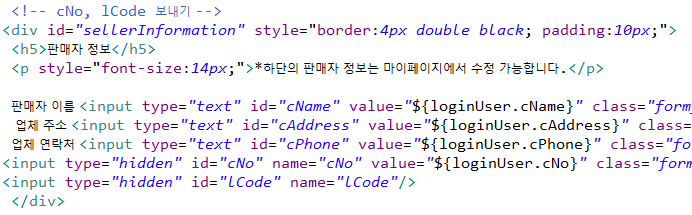 <!-- cNo, lCode 보내기 -->
<div id="sellerInformation" style="border:4px double black; padding:10px;">
<h5>판매자 정보</h5>
<p style="font-size:14px;">*하단의 판매자 정보는 마이페이지에서 수정 가능합니다.</p>
판매자 이름 <input type="text" id="cName" value="${loginUser.cName}" class="form_
업체 주소 <input type="text" id="cAddress" value="${loginUser.cAddress}" class=
업체 연락처 <input type="text" id="cPhone" value="${loginUser.cPhone}" class="fo
<input type="hidden" id="cNo" name="cNo" value="${loginUser.cNo}" class="form
<input type="hidden" id="lCode" name="lCode"/>
</div>